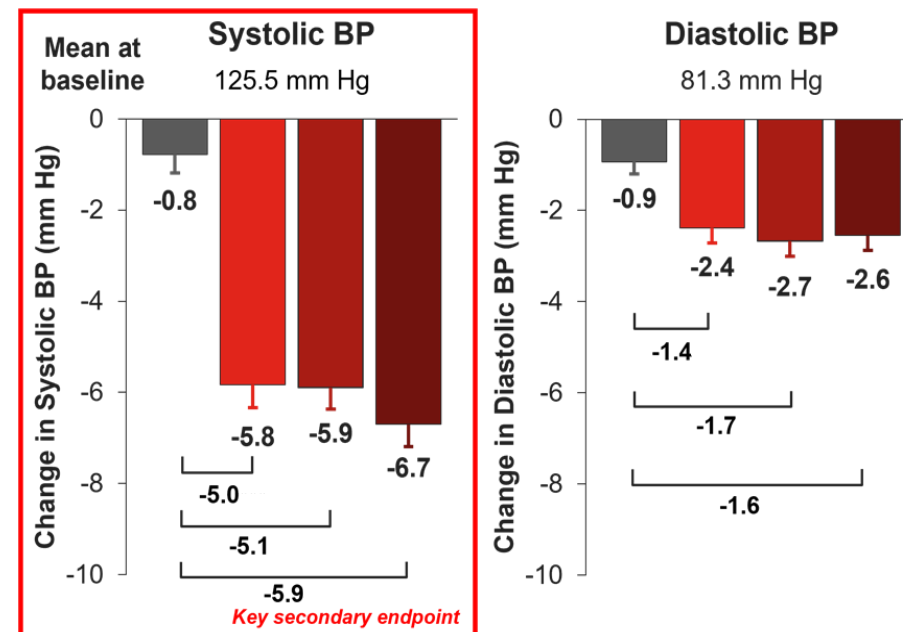 Mean at
baseline
Systolic BP
125.5 mm Hg
Change in Systolic BP (mm Hg)
0
-2
-4
-6
-8
-10
-0.8
-5.8
-5.9
-6.7
-5.0
-5.1
-5.9
Key secondary endpoint
Diastolic BP
81.3 mm Hg
Change in Diastolic BP (mm Hg)
0
-2
-4
-6
-8
-10
-0.9
-2.4
-2.7
-2.6
-1.4
-1.7
-1.6